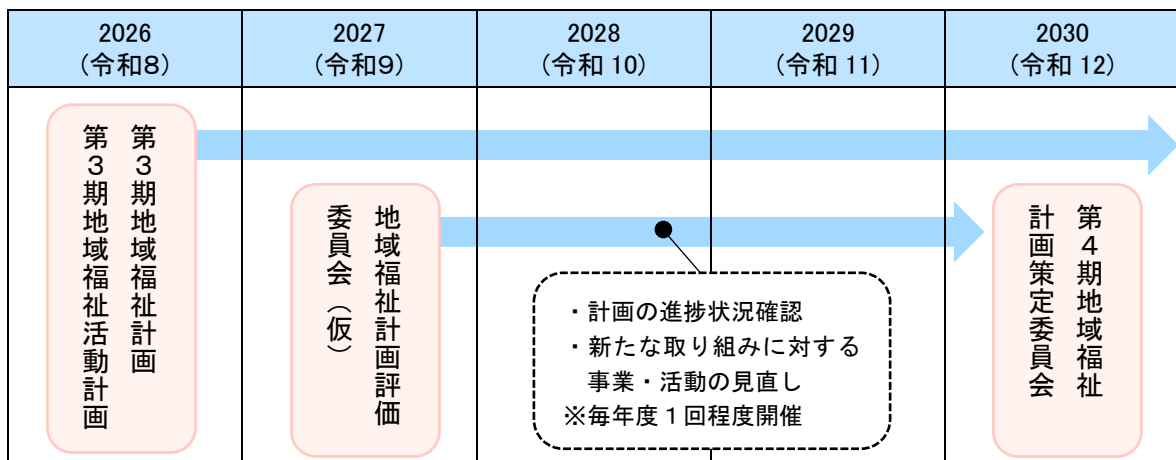 2026
(令和8)
2027
(令和9)
2028
(令和 10)
2029
(令和 11)
2030
(令和 12)
第3期地域福祉計画
第3期地域福祉活動計画
地域福祉計画評価
委員会(仮)
・計画の進捗状況確認
・新たな取り組みに対する
事業・活動の見直し
※毎年度1回程度開催
第4期地域福祉
計画策定委員会